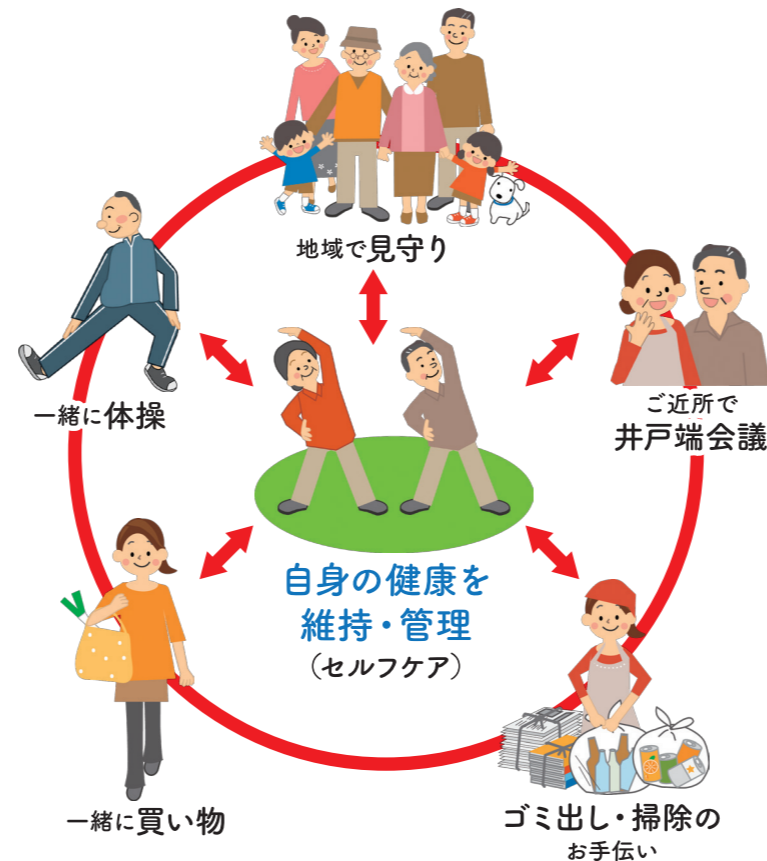 地域で見守り
一緒に体操
ご近所で
井戸端会議
自身の健康を
維持・管理
(セルフケア)
一緒に買い物
ゴミ出し・掃除の
お手伝い